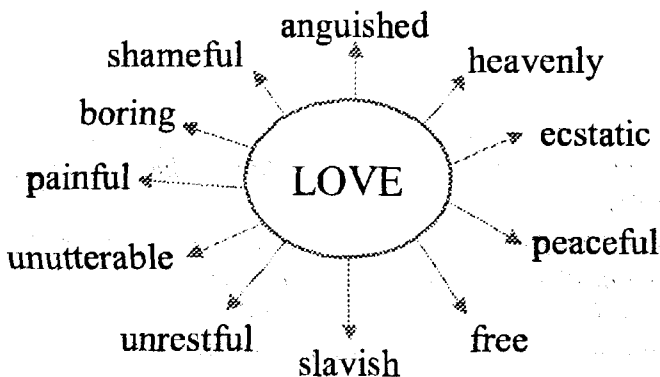 anguished
shameful
heavenly
boring
ecstatic
painful
LOVE
peaceful
unutterable
unrestful
free
slavish